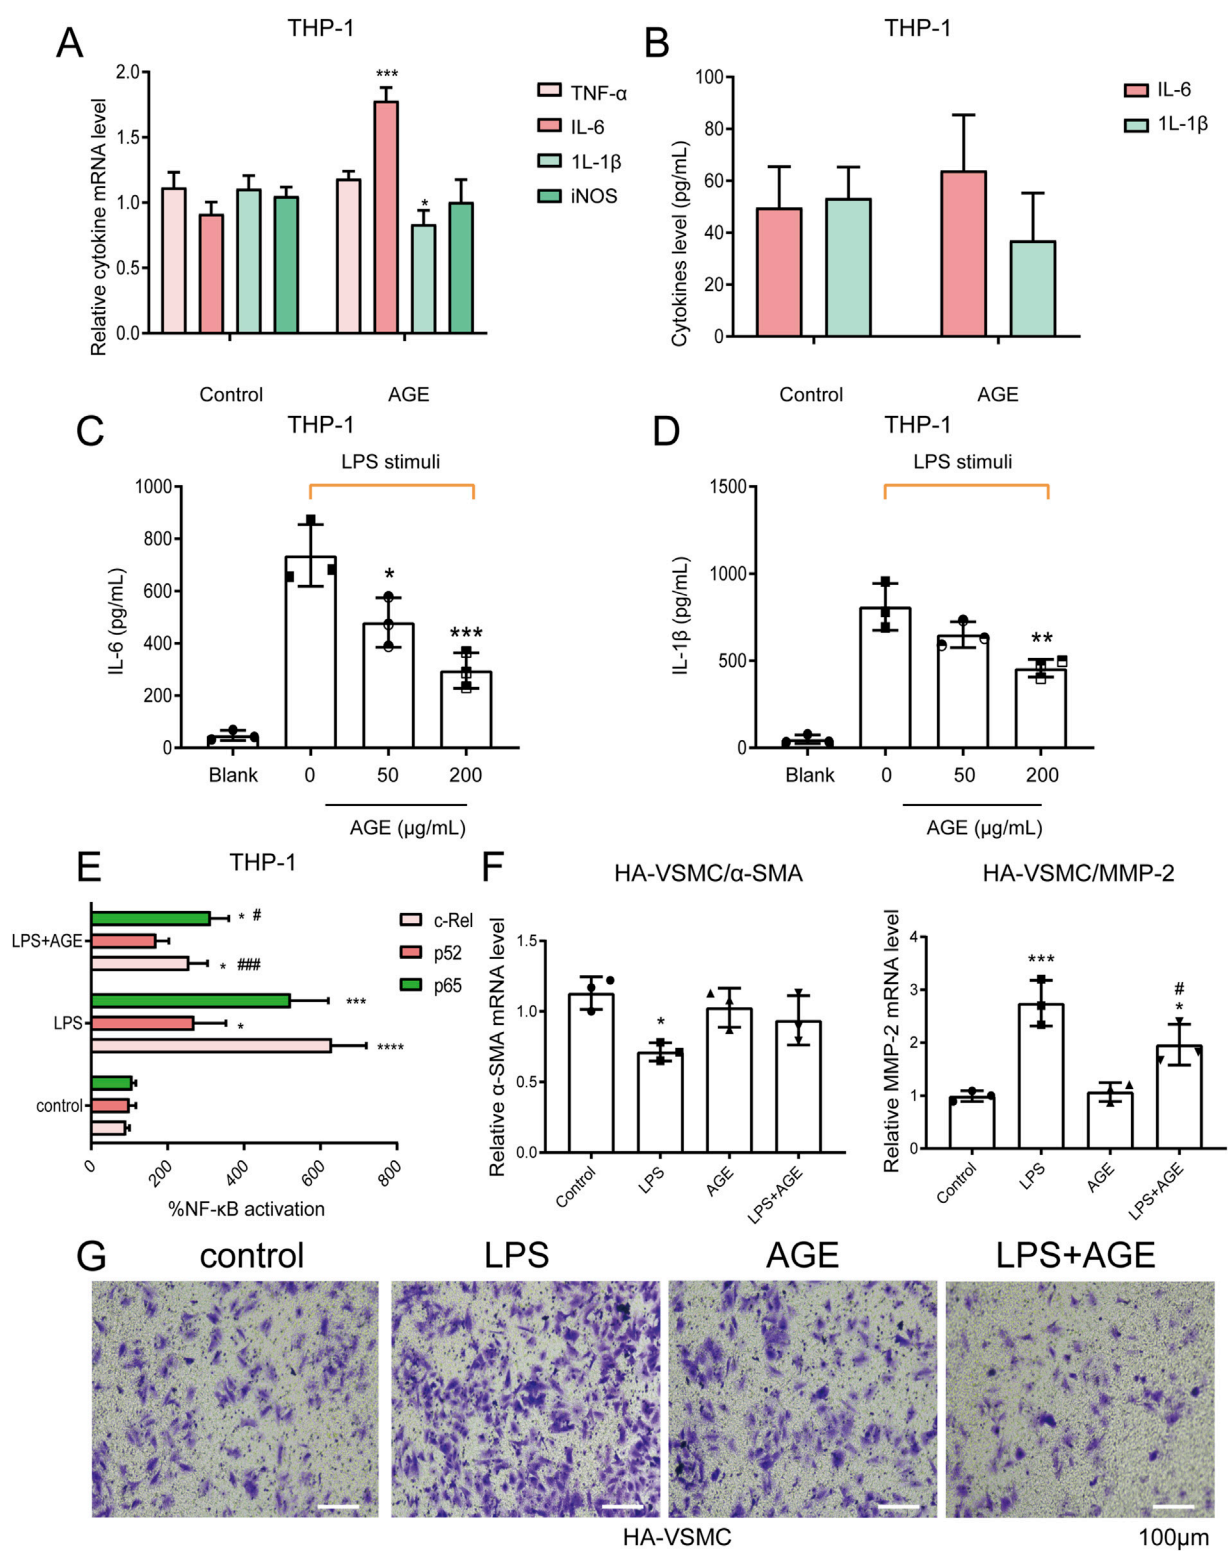 A
THP-1
Relative cytokine mRNA level
2.0
1.5
1.0
0.5
0.0
***
*
Control
AGE
TNF-α
IL-6
1L-1β
iNOS
B
THP-1
Cytokines level (pg/mL)
100
80
60
40
20
0
Control
AGE
IL-6
1L-1β
C
THP-1
LPS stimuli
IL-6 (pg/mL)
1000
800
600
400
200
0
*
***
Blank
0
50
200
AGE (μg/mL)
D
THP-1
LPS stimuli
IL-1β (pg/mL)
1500
1000
500
0
**
Blank
0
50
200
AGE (μg/mL)
E
THP-1
LPS+AGE
LPS
control
* #
* ###
***
*
****
c-Rel
p52
p65
0
200
400
600
800
%NF-κB activation
F
HA-VSMC/α-SMA
Relative α-SMA mRNA level
1.5
1.0
0.5
0.0
*
Control
LPS
AGE
LPS+AGE
HA-VSMC/MMP-2
Relative MMP-2 mRNA level
4
3
2
1
0
***
#
*
Control
LPS
AGE
LPS+AGE
G
control
LPS
AGE
LPS+AGE
HA-VSMC
100μm